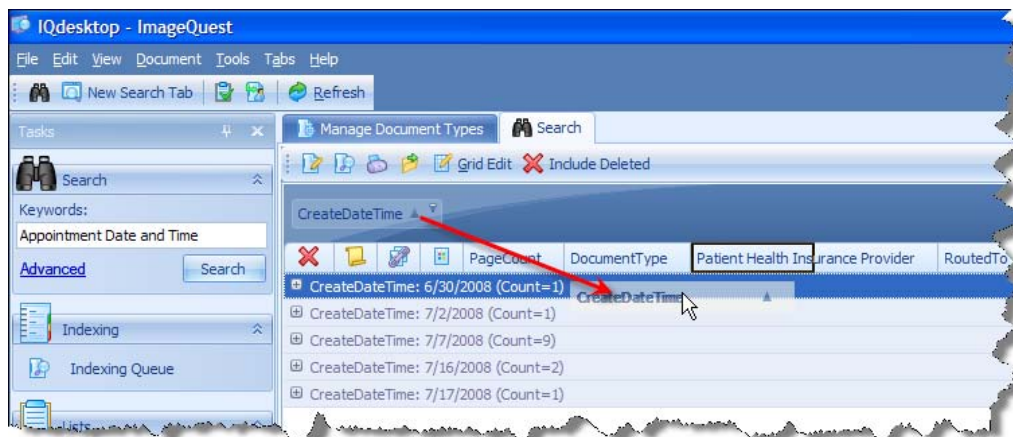 IQdesktop - ImageQuest
File Edit View Document Tools Tabs Help
New Search Tab Refresh
Tasks
Manage Document Types Search
Grid Edit Include Deleted
Search
Keywords:
Appointment Date and Time
Advanced Search
CreateDateTime
PageCount DocumentType Patient Health Insurance Provider RoutedTo
CreateDateTime: 6/30/2008 (Count=1)
CreateDateTime
CreateDateTime: 7/2/2008 (Count=1)
CreateDateTime: 7/7/2008 (Count=9)
CreateDateTime: 7/16/2008 (Count=2)
CreateDateTime: 7/17/2008 (Count=1)
Indexing
Indexing Queue
Lists